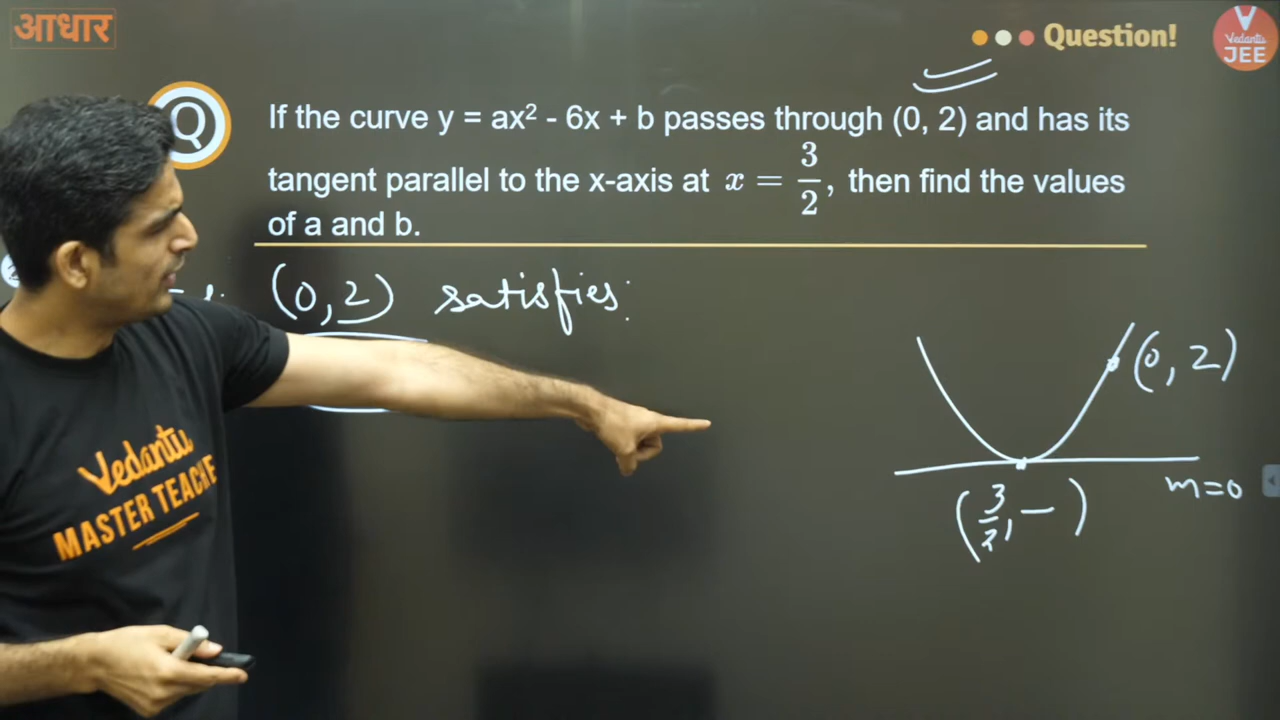 आधार
Question!
Vedantu
JEE
Q
If the curve y = ax² - 6x + b passes through (0, 2) and has its
tangent parallel to the x-axis at x = 3/2, then find the values
of a and b.
(0, 2) satisfies:
(0, 2)
m=0
(3/2, —)
Vedantu
MASTER TEACHE